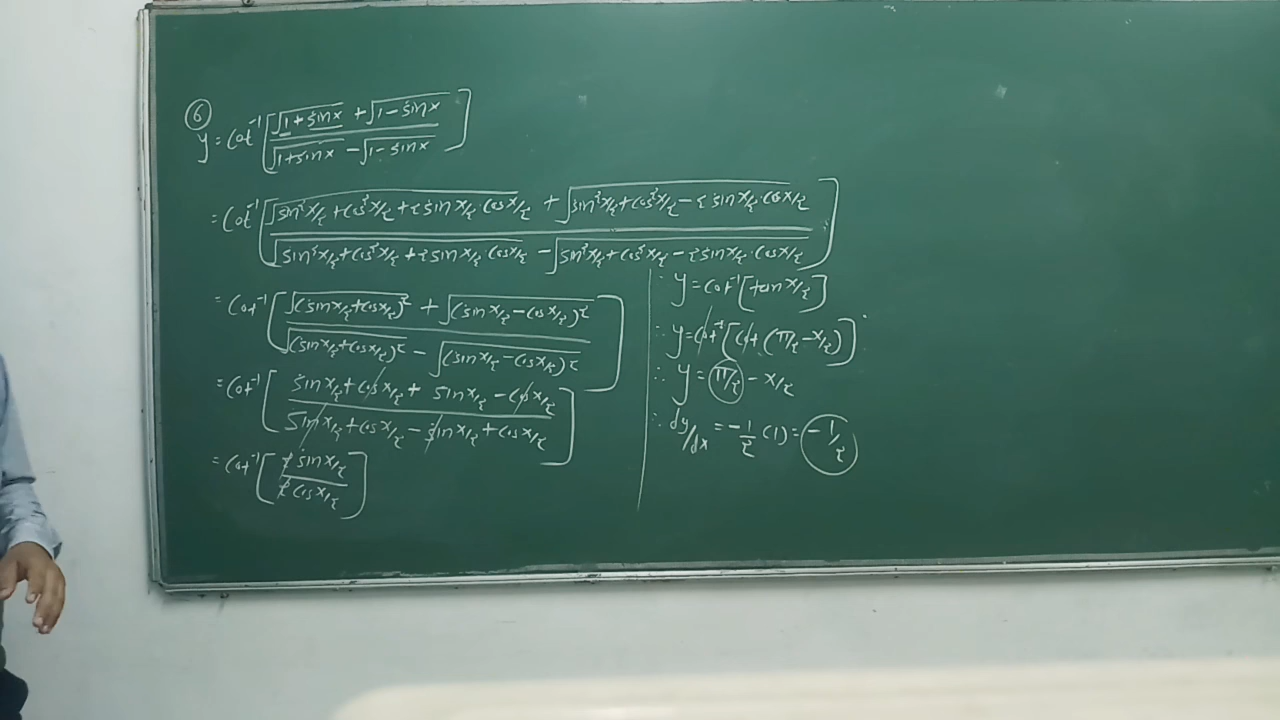 ⑥
y = Cot⁻¹ [ (√(1 + sinx) + √(1 - sinx)) / (√(1 + sinx) - √(1 - sinx)) ]
= Cot⁻¹ [ (√(sin²x/2 + cos²x/2 + 2 sin x/2 · cos x/2) + √(sin²x/2 + cos²x/2 - 2 sin x/2 · cos x/2)) / (√(sin²x/2 + cos²x/2 + 2 sin x/2 · cos x/2) - √(sin²x/2 + cos²x/2 - 2 sin x/2 · cos x/2)) ]
= Cot⁻¹ [ (√(sin x/2 + cos x/2)² + √(sin x/2 - cos x/2)²) / (√(sin x/2 + cos x/2)² - √(sin x/2 - cos x/2)²) ]
= Cot⁻¹ [ (sin x/2 + cos x/2 + sin x/2 - cos x/2) / (sin x/2 + cos x/2 - sin x/2 + cos x/2) ]
= Cot⁻¹ [ 2 sin x/2 / 2 cos x/2 ]
∴ y = Cot⁻¹ [tan x/2]
∴ y = Cot⁻¹ [Cot (π/2 - x/2)]
∴ y = π/2 - x/2
∴ dy/dx = -1/2 (1) = -1/2